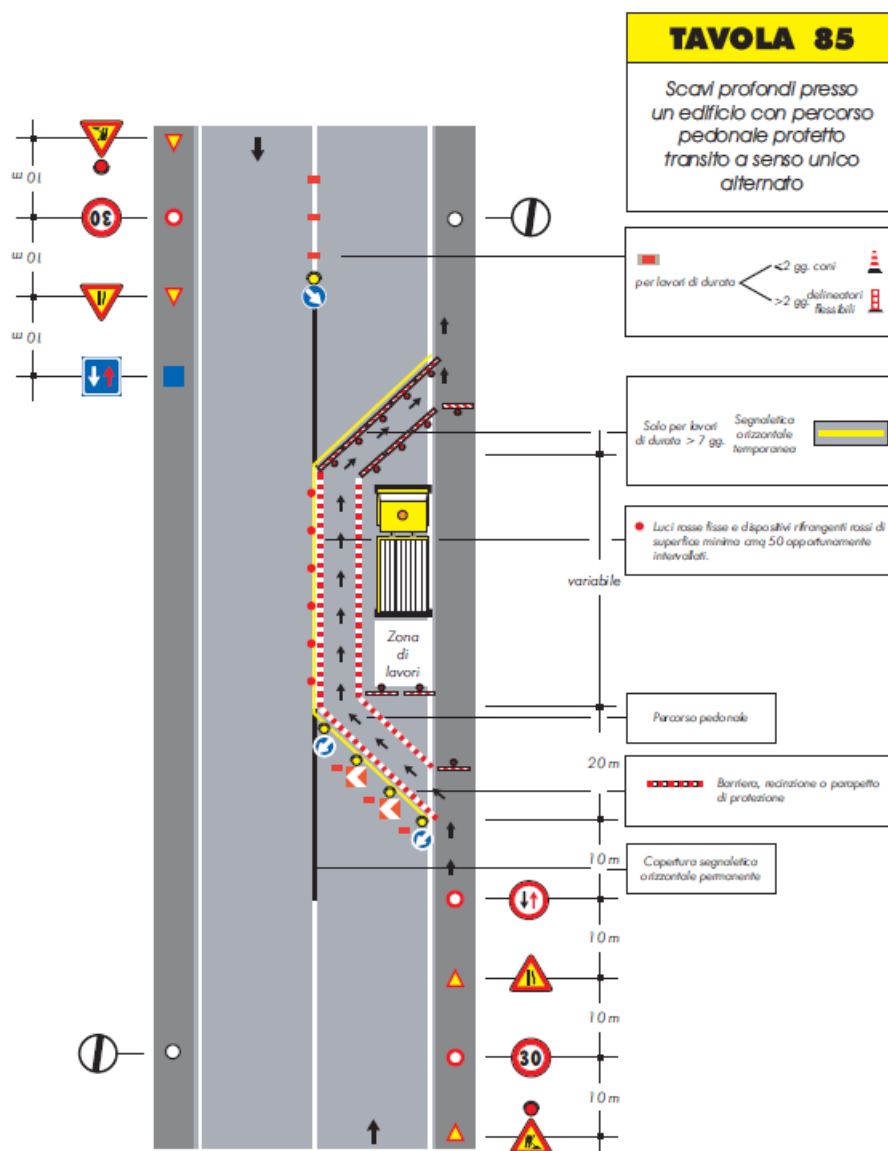 TAVOLA 85
Scavi profondi presso
un edificio con percorso
pedonale protetto
transito a senso unico
alternato
per lavori di durata
<2 gg. coni
>2 gg. delineatori
flessibili
Solo per lavori
di durata > 7 gg.
Segnaletica
orizzontale
temporanea
Luci rosse fisse e dispositivi rifrangenti rossi di
superfice minima cmq 50 opportunamente
intervallati.
variabile
Zona
di
lavori
Percorso pedonale
20 m
Barriera, recinzione o parapetto
di protezione
10 m
Copertura segnaletica
orizzontale permanente
10 m
10 m
30
10 m
10 m
30
10 m
10 m